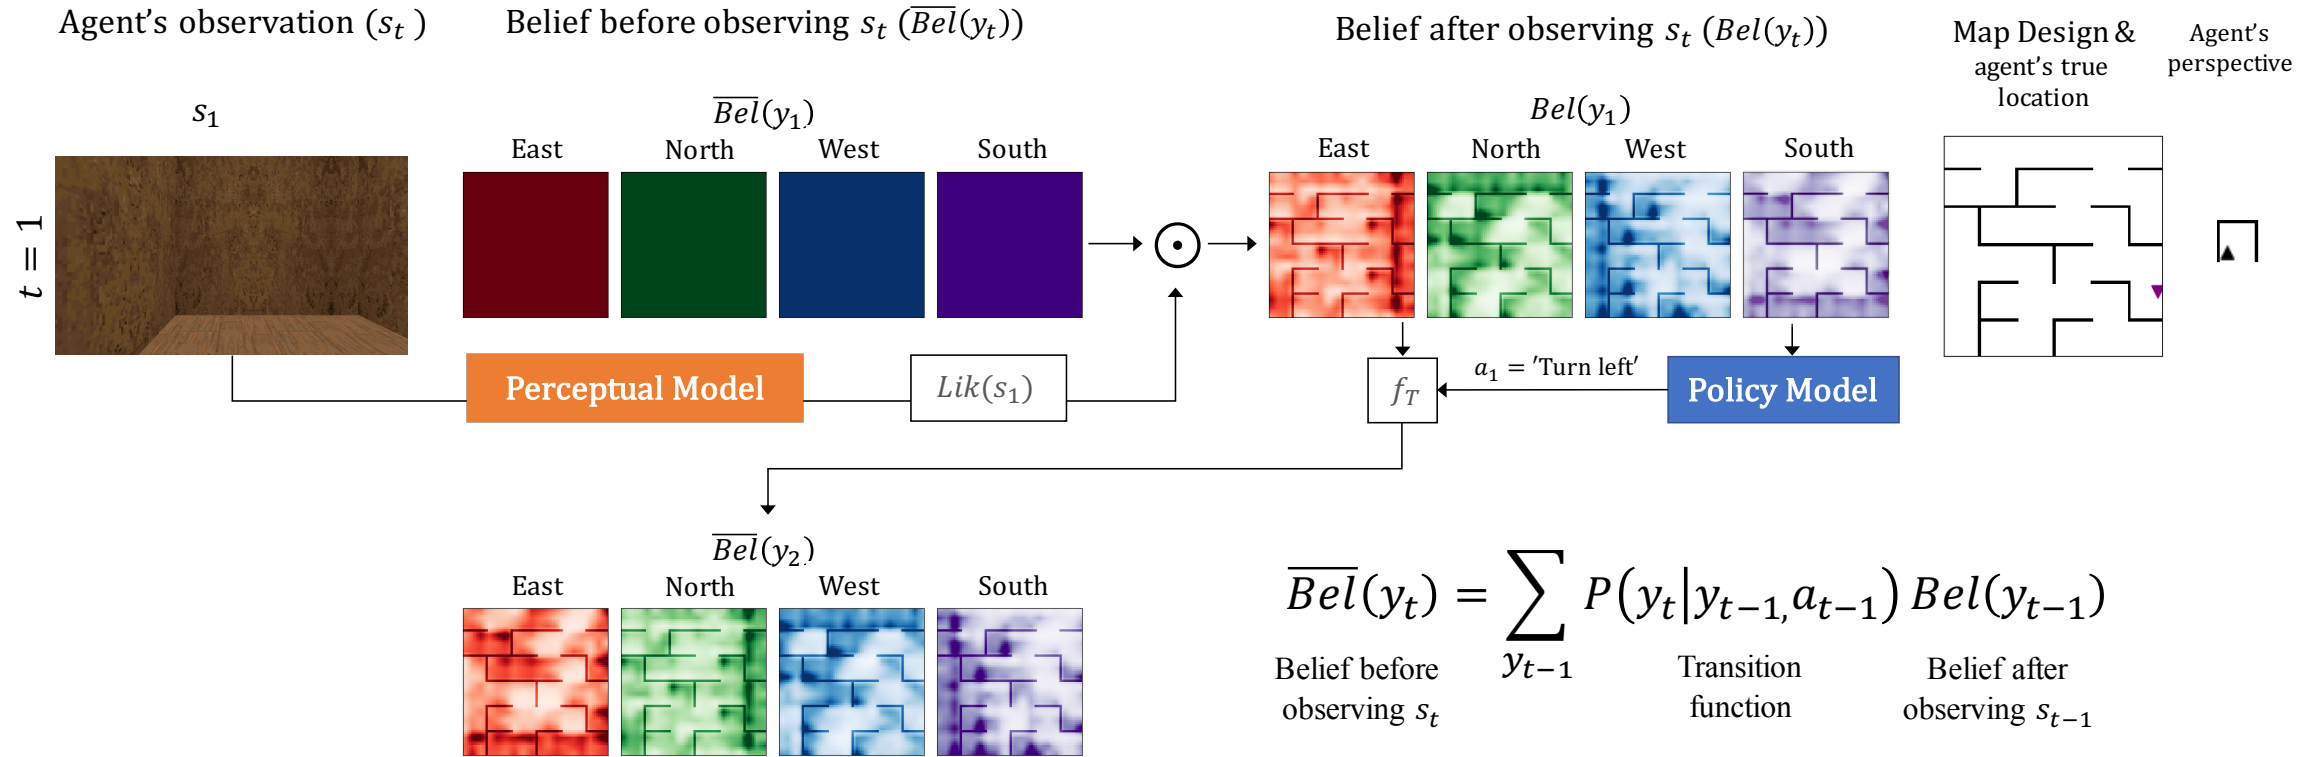 Agent's observation (s_t )
Belief before observing s_t (\overline{Bel}(y_t))
Belief after observing s_t (Bel(y_t))
Map Design &
agent's true
location
Agent's
perspective
s_1
\overline{Bel}(y_1)
Bel(y_1)
East North West South
East North West South
t = 1
Perceptual Model
Lik(s_1)
f_T
a_1 = 'Turn left'
Policy Model
\overline{Bel}(y_2)
East North West South
\overline{Bel}(y_t) = \sum_{y_{t-1}} P(y_t|y_{t-1,}a_{t-1}) Bel(y_{t-1})
Belief before
observing s_t
Transition
function
Belief after
observing s_{t-1}